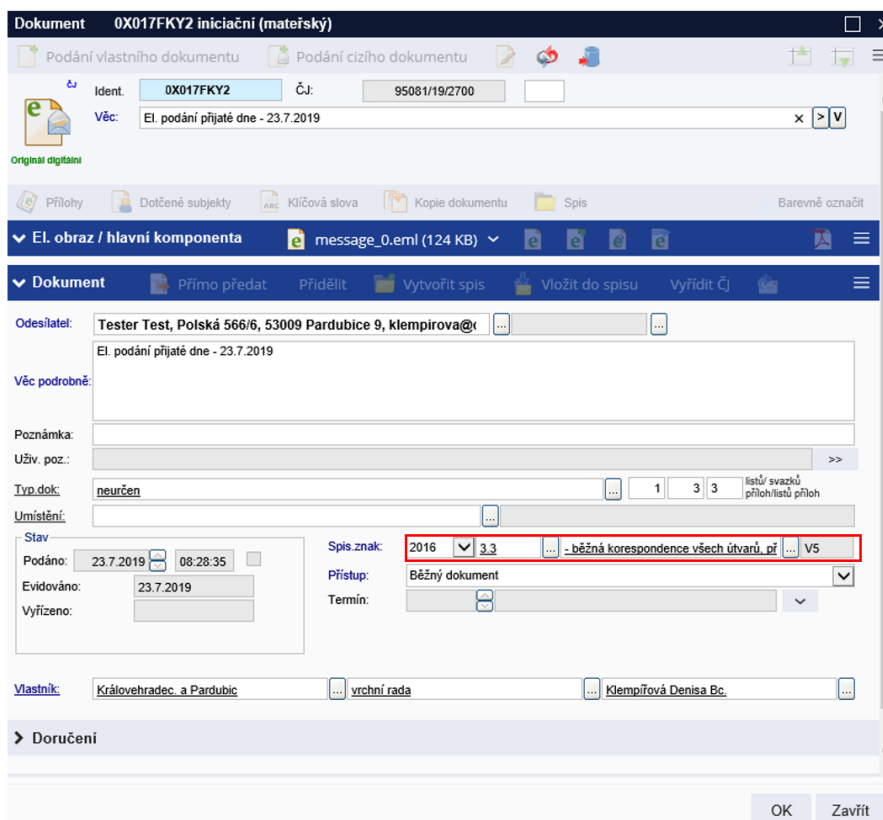 Dokument 0X017FKY2 iniciační (mateřský)
Podání vlastního dokumentu Podání cizího dokumentu
ČJ Ident. 0X017FKY2 ČJ: 95081/19/2700
Věc: El. podání přijaté dne - 23.7.2019 × > V
Originál digitální
Přílohy Dotčené subjekty ABC Klíčová slova Kopie dokumentu Spis Barevně označit
El. obraz / hlavní komponenta message_0.eml (124 KB)
Dokument Přímo předat Přidělit Vytvořit spis Vložit do spisu Vyřídit ČJ
Odesílatel: Tester Test, Polská 566/6, 53009 Pardubice 9, klempirova@ ... ...
El. podání přijaté dne - 23.7.2019
Věc podrobně:
Poznámka:
Uživ. poz.: >>
Typ.dok: neurčen ... 1 3 3 listů/ svazků
příloh/listů příloh
Umístění: ...
Stav
Spis.znak: 2016 3.3 ... - běžná korespondence všech útvarů, př ... V5
Podáno: 23.7.2019 08:28:35
Přístup: Běžný dokument
Evidováno: 23.7.2019
Termín:
Vyřízeno:
Vlastník: Královehradec. a Pardubic ... vrchní rada ... Klempířová Denisa Bc. ...
Doručení
OK Zavřít